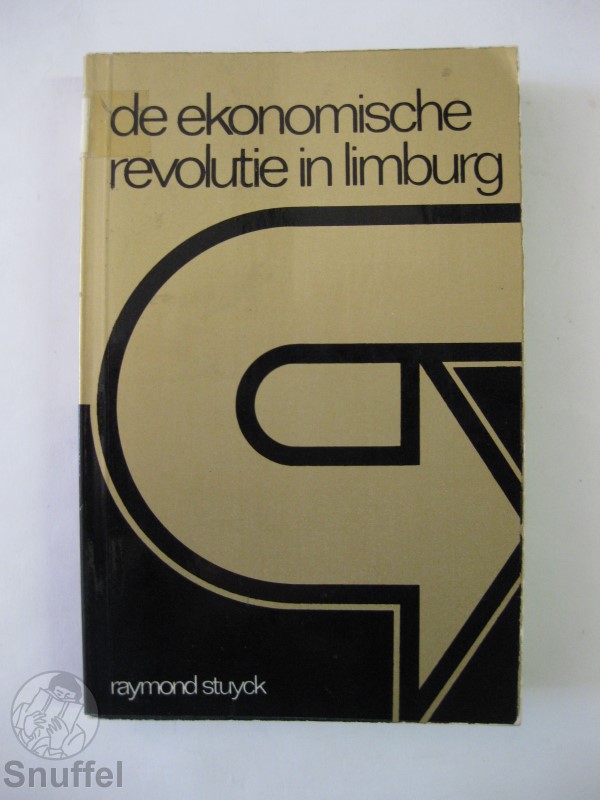 de ekonomische
revolutie in limburg
raymond stuyck
Snuffel